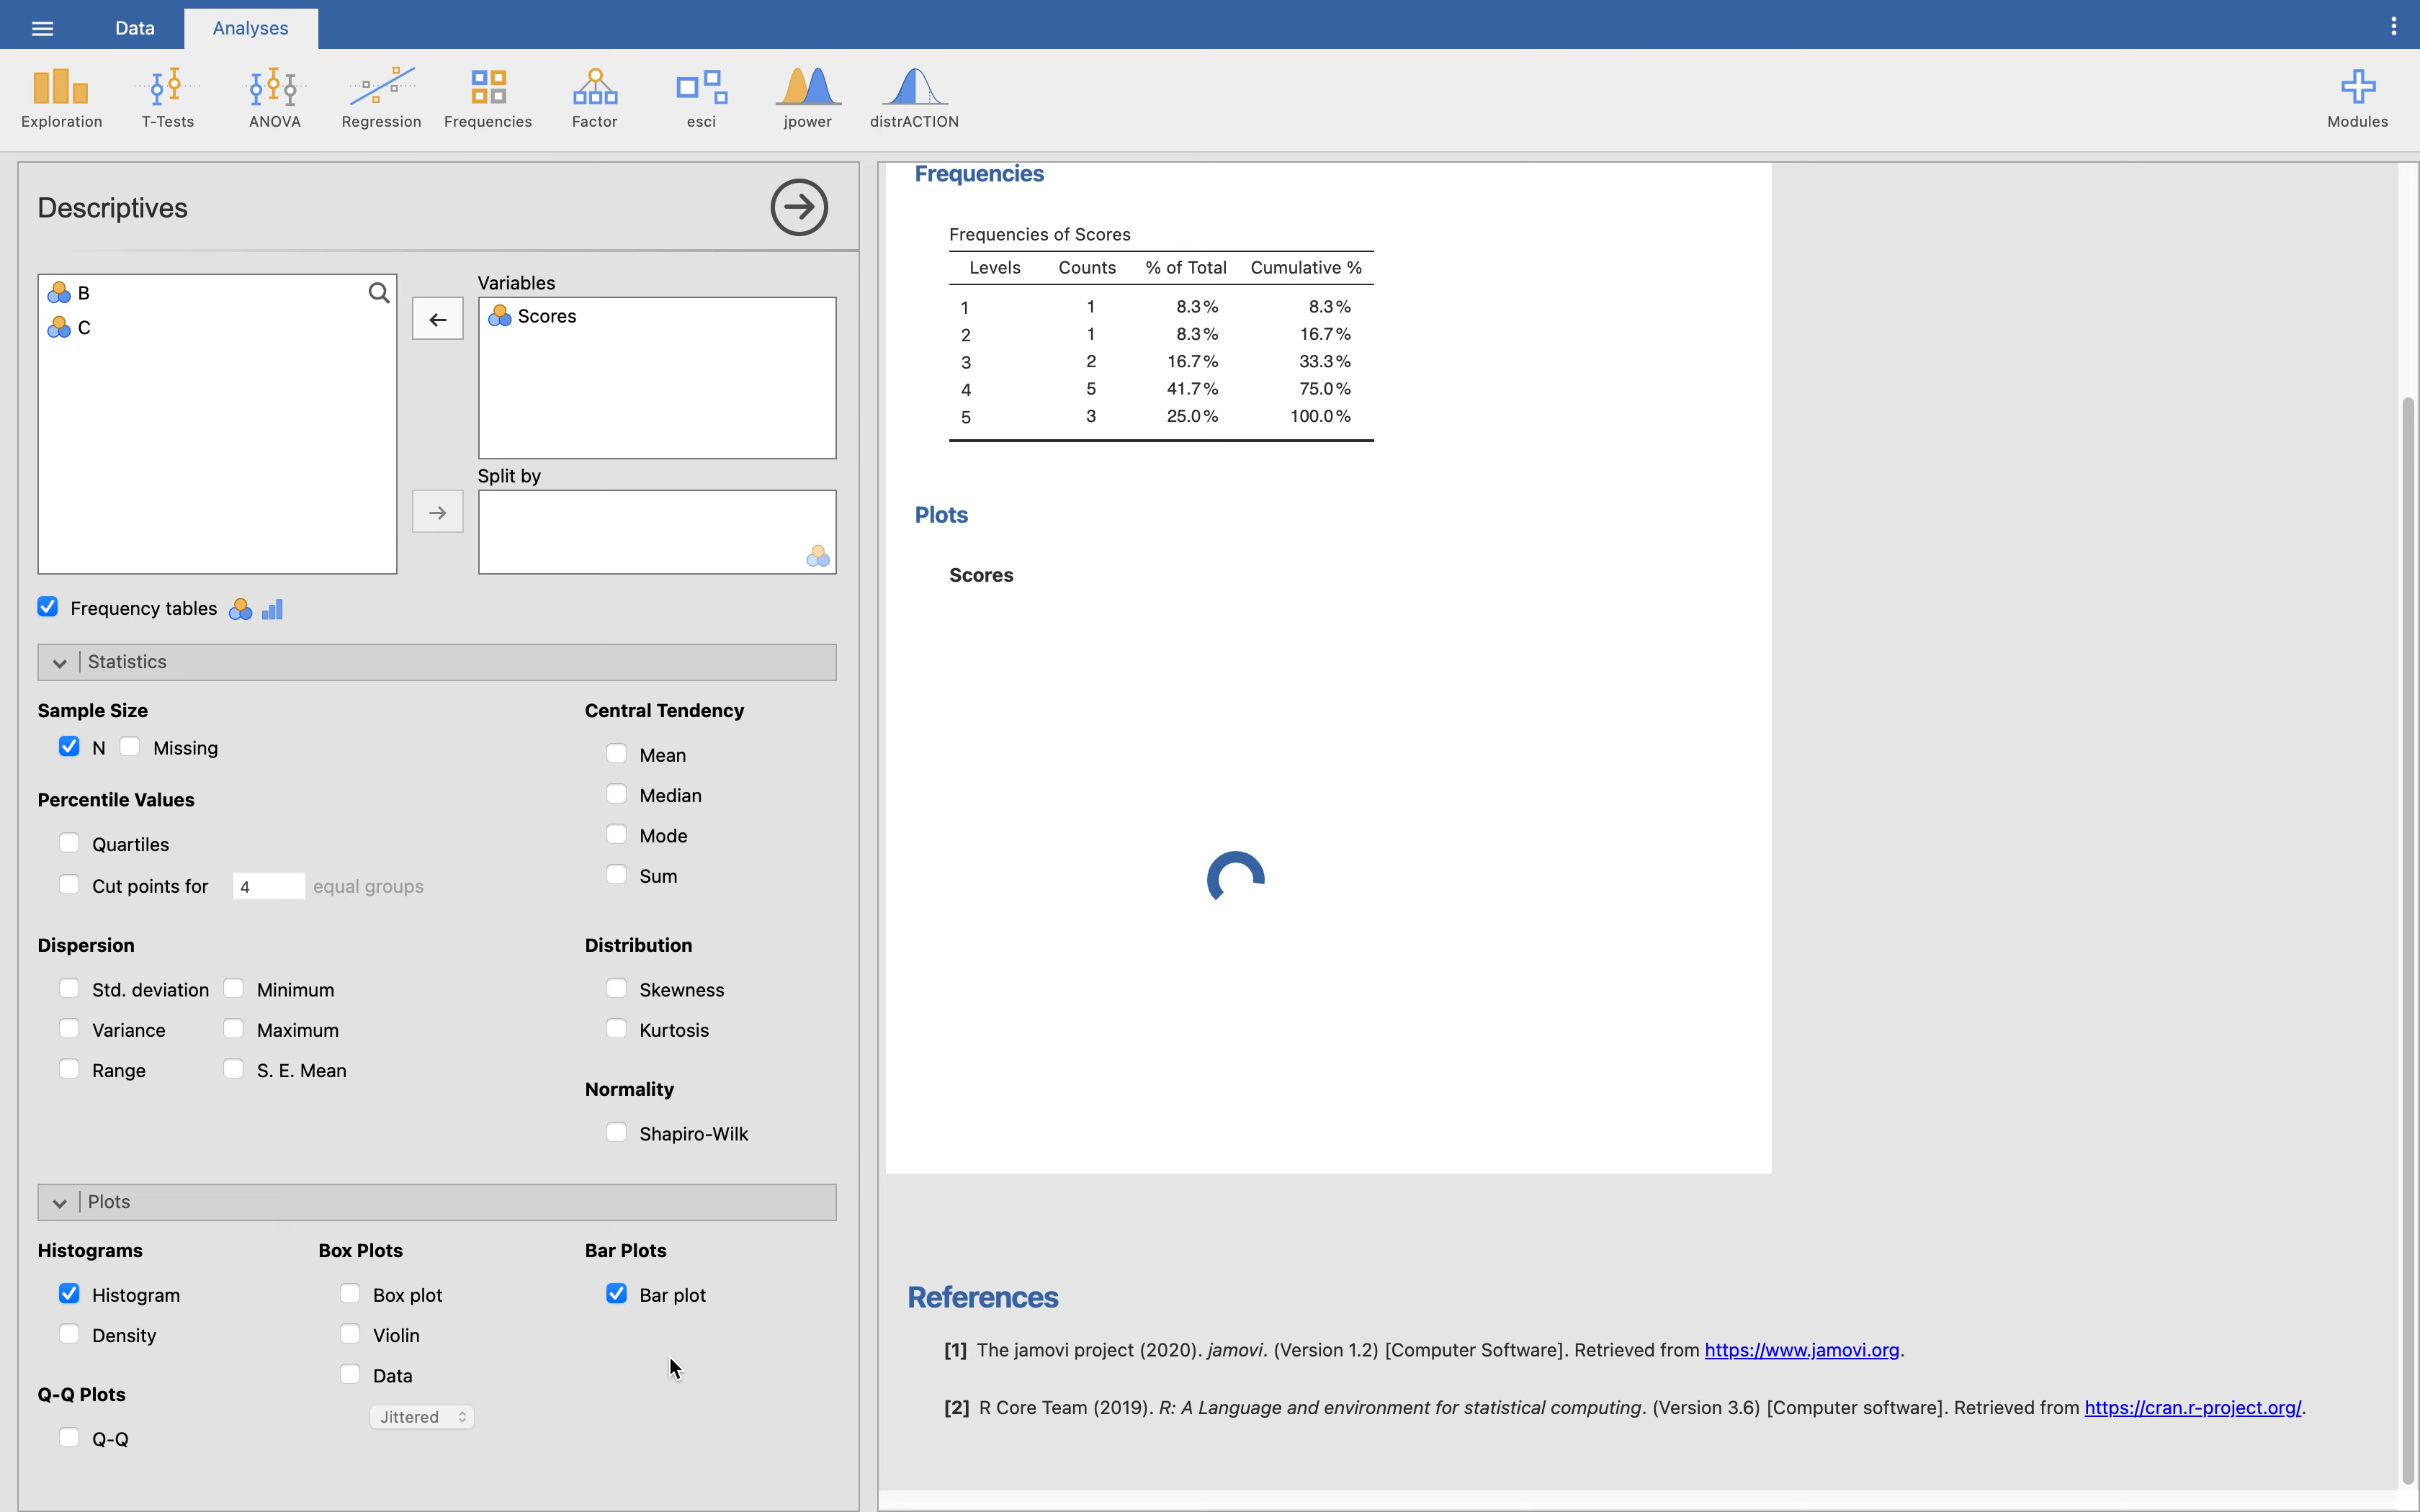 Data Analyses
Exploration T-Tests ANOVA Regression Frequencies Factor esci jpower distrACTION Modules
Descriptives
B
C
Variables
Scores
Split by
Frequency tables
Statistics
Sample Size
N Missing
Percentile Values
Quartiles
Cut points for 4 equal groups
Dispersion
Std. deviation Minimum
Variance Maximum
Range S. E. Mean
Central Tendency
Mean
Median
Mode
Sum
Distribution
Skewness
Kurtosis
Normality
Shapiro-Wilk
Plots
Histograms
Histogram
Density
Q-Q Plots
Q-Q
Box Plots
Box plot
Violin
Data
Jittered
Bar Plots
Bar plot
Frequencies
Frequencies of Scores
Levels Counts % of Total Cumulative %
1 1 8.3% 8.3%
2 1 8.3% 16.7%
3 2 16.7% 33.3%
4 5 41.7% 75.0%
5 3 25.0% 100.0%
Plots
Scores
References
[1] The jamovi project (2020). jamovi. (Version 1.2) [Computer Software]. Retrieved from https://www.jamovi.org.
[2] R Core Team (2019). R: A Language and environment for statistical computing. (Version 3.6) [Computer software]. Retrieved from https://cran.r-project.org/.